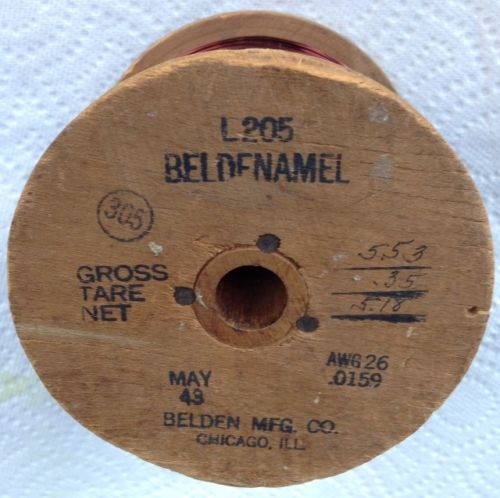 L205
BELDENAMEL
305
GROSS 5.53
TARE .35
NET 5.18
MAY
43
AWG 26
.0159
BELDEN MFG. CO.
CHICAGO, ILL.